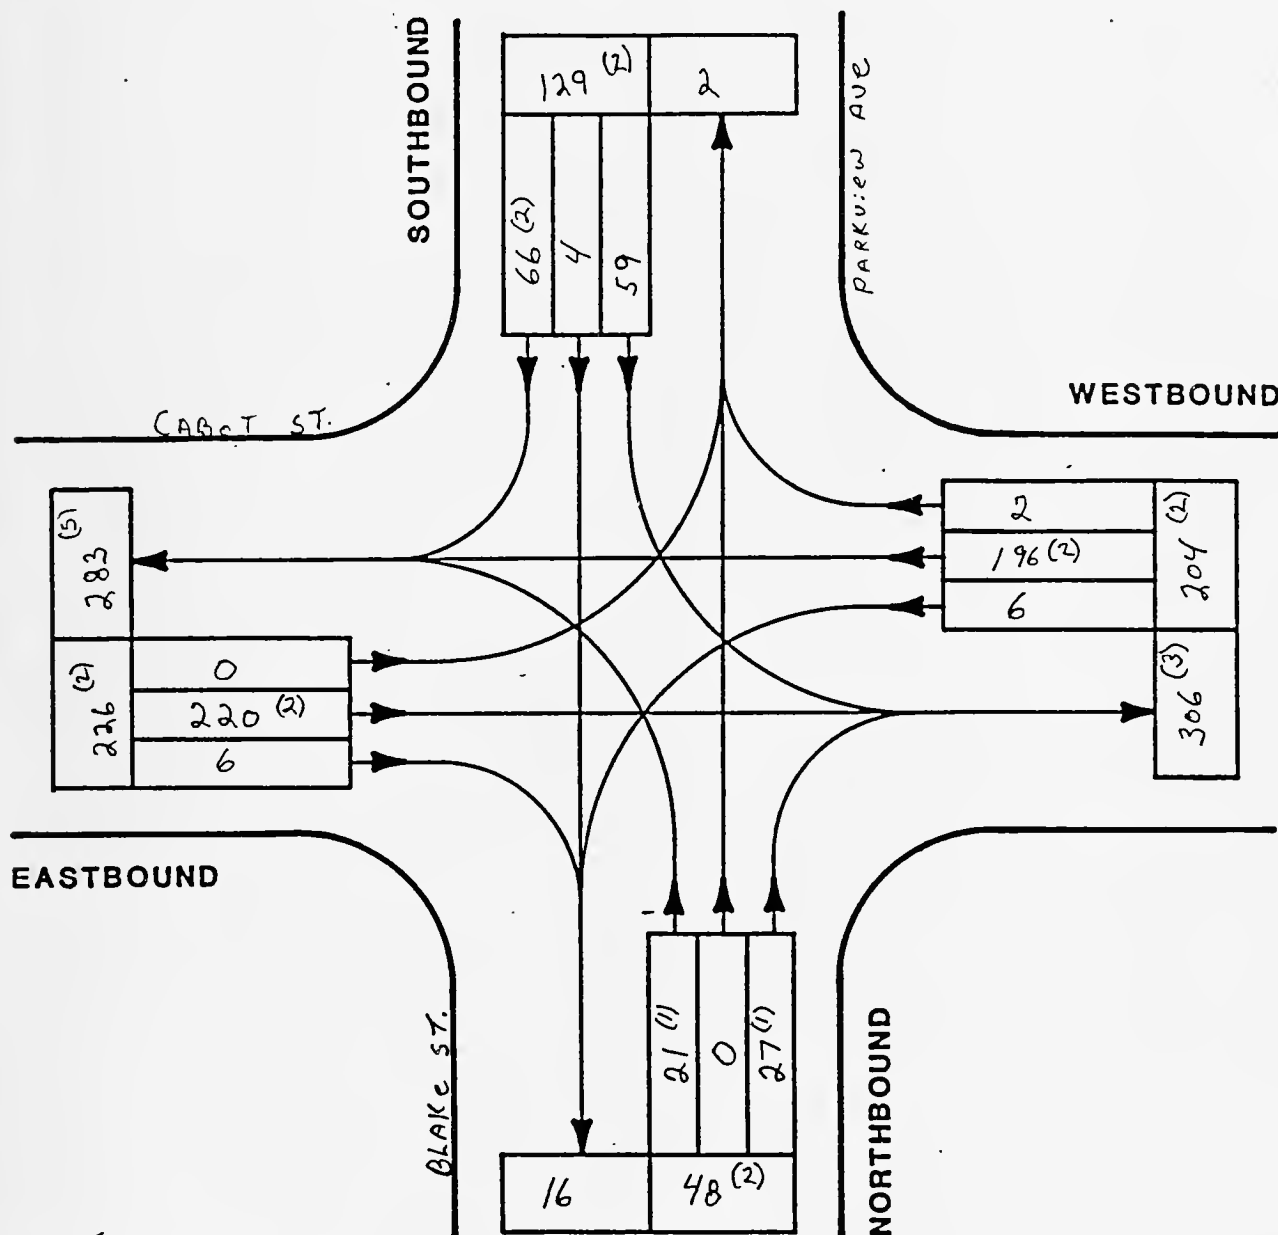 SOUTHBOUND
129 (2)
2
PARKVIEW AVE
66 (2)
4
59
CABOT ST.
WESTBOUND
283 (5)
2
196 (2)
6
204 (2)
226 (2)
0
220 (2)
6
306 (3)
EASTBOUND
BLAKE ST.
21 (1)
0
27 (1)
NORTHBOUND
16
48 (2)